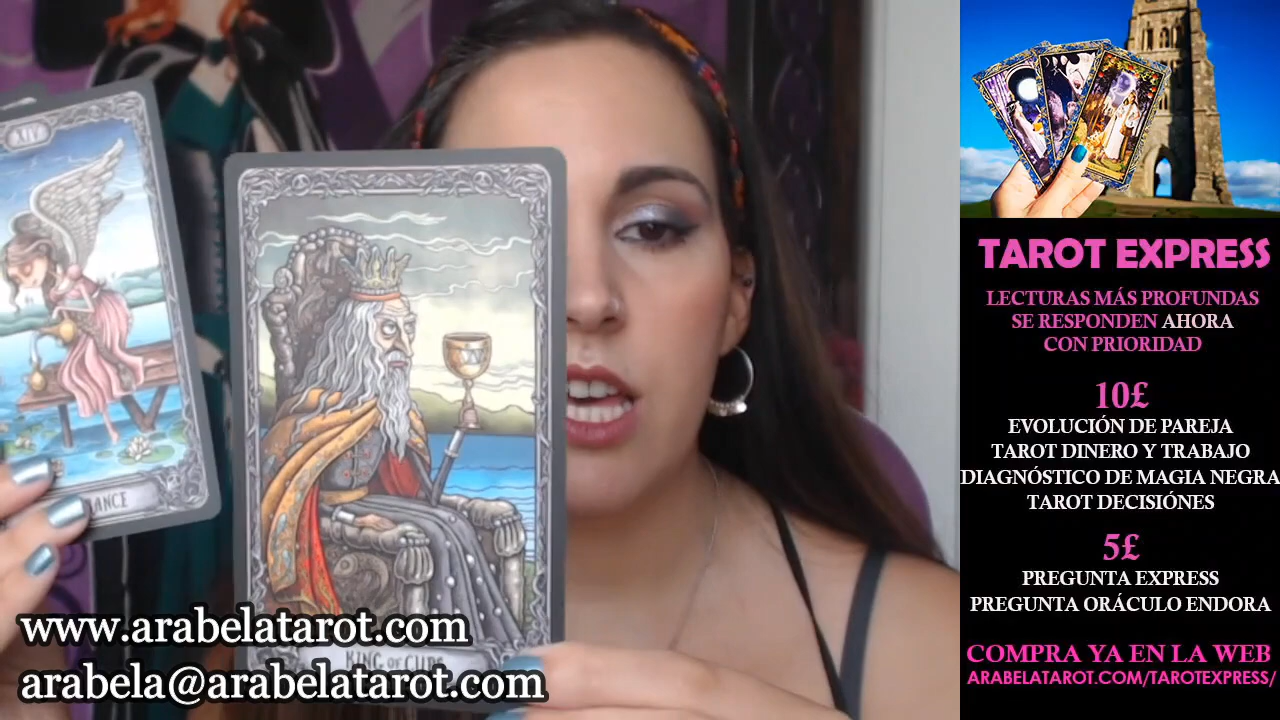 XIV
KING OF CUPS
www.arabelatarot.com
arabela@arabelatarot.com
TAROT EXPRESS
LECTURAS MÁS PROFUNDAS
SE RESPONDEN AHORA
CON PRIORIDAD
10£
EVOLUCIÓN DE PAREJA
TAROT DINERO Y TRABAJO
DIAGNÓSTICO DE MAGIA NEGRA
TAROT DECISIÓNES
5£
PREGUNTA EXPRESS
PREGUNTA ORÁCULO ENDORA
COMPRA YA EN LA WEB
ARABELATAROT.COM/TAROTEXPRESS/